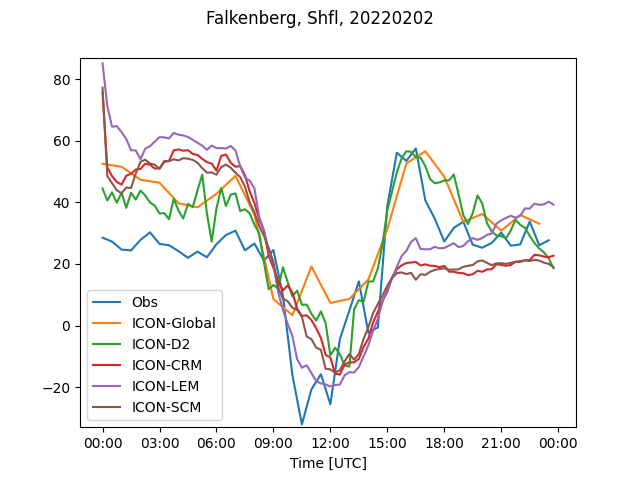 Falkenberg, Shfl, 20220202
80
60
40
20
0
−20
Obs
ICON-Global
ICON-D2
ICON-CRM
ICON-LEM
ICON-SCM
00:00 03:00 06:00 09:00 12:00 15:00 18:00 21:00 00:00
Time [UTC]